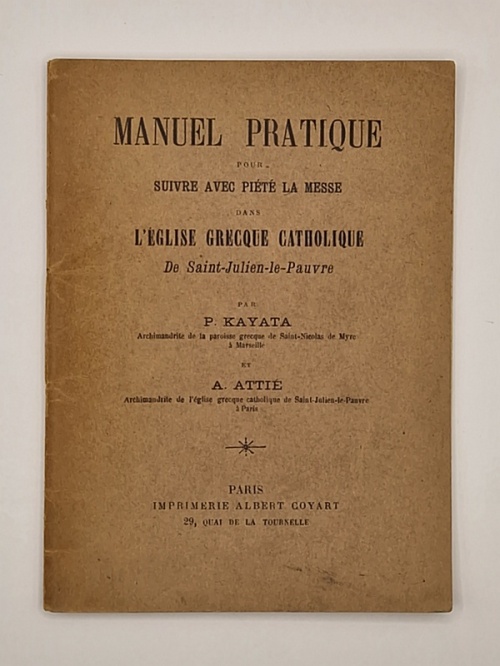 MANUEL PRATIQUE
POUR
SUIVRE AVEC PIÉTÉ LA MESSE
DANS
L'ÉGLISE GRECQUE CATHOLIQUE
De Saint-Julien-le-Pauvre
PAR
P. KAYATA
Archimandrite de la paroisse grecque de Saint-Nicolas de Myre
à Marseille
ET
A. ATTIÉ
Archimandrite de l'église grecque catholique de Saint-Julien-le-Pauvre
à Paris
PARIS
IMPRIMERIE ALBERT GOYART
29, QUAI DE LA TOURNELLE